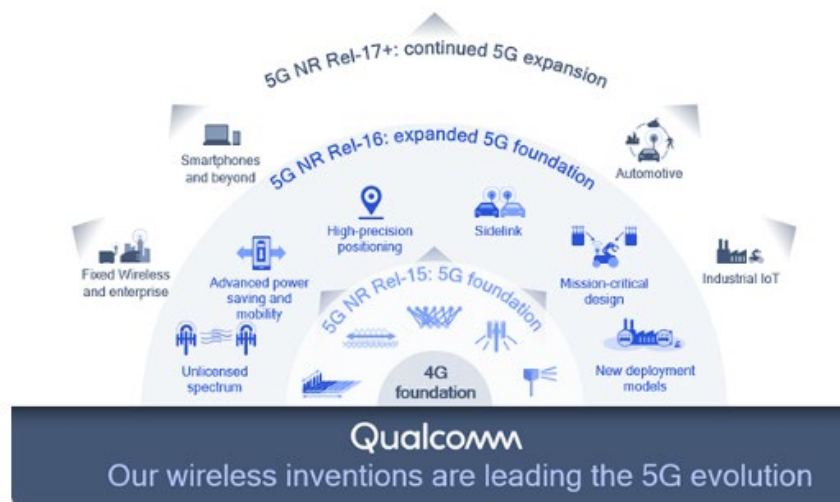 5G NR Rel-17+: continued 5G expansion
Smartphones
and beyond
5G NR Rel-16: expanded 5G foundation
Automotive
High-precision
positioning
Sidelink
Fixed Wireless
and enterprise
Advanced power
saving and
mobility
5G NR Rel-15: 5G foundation
Mission-critical
design
Industrial IoT
Unlicensed
spectrum
4G
foundation
New deployment
models
Qualcomm
Our wireless inventions are leading the 5G evolution